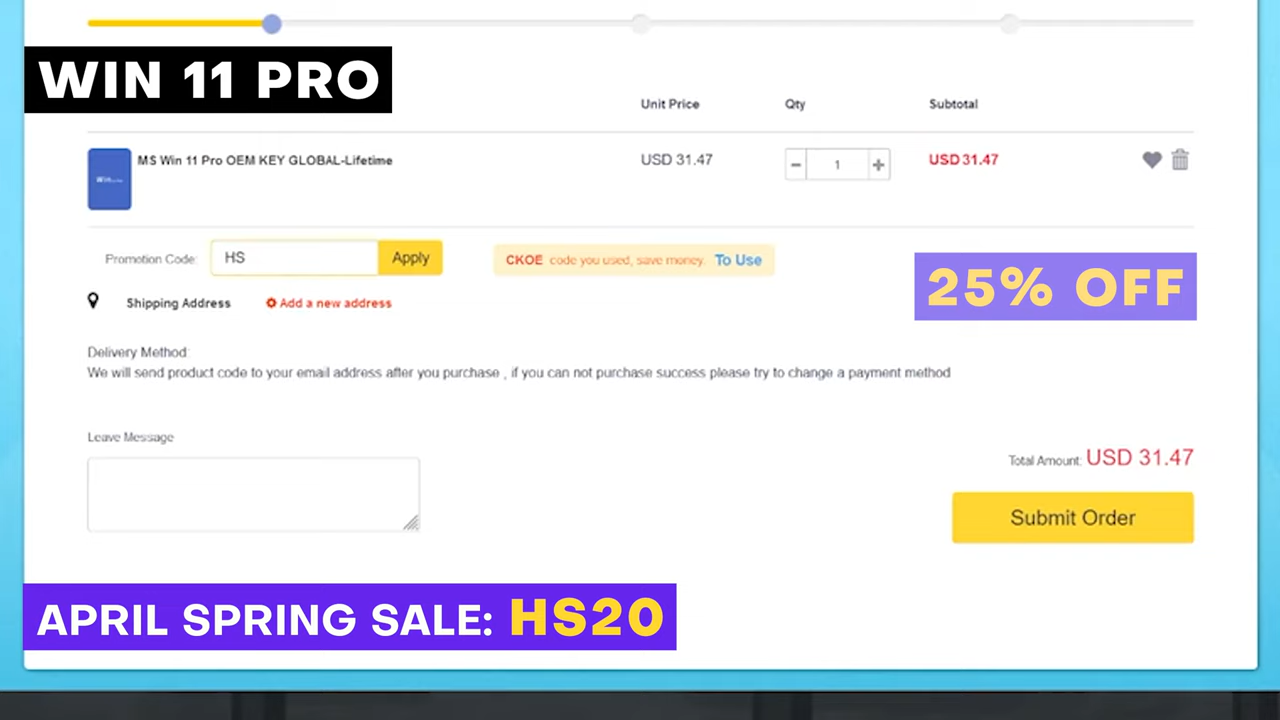 WIN 11 PRO
Unit Price Qty Subtotal
MS Win 11 Pro OEM KEY GLOBAL-Lifetime USD 31.47 − 1 + USD 31.47
Promotion Code: HS Apply CKOE code you used, save money. To Use
25% OFF
Shipping Address Add a new address
Delivery Method:
We will send product code to your email address after you purchase , if you can not purchase success please try to change a payment method
Leave Message
Total Amount: USD 31.47
Submit Order
APRIL SPRING SALE: HS20